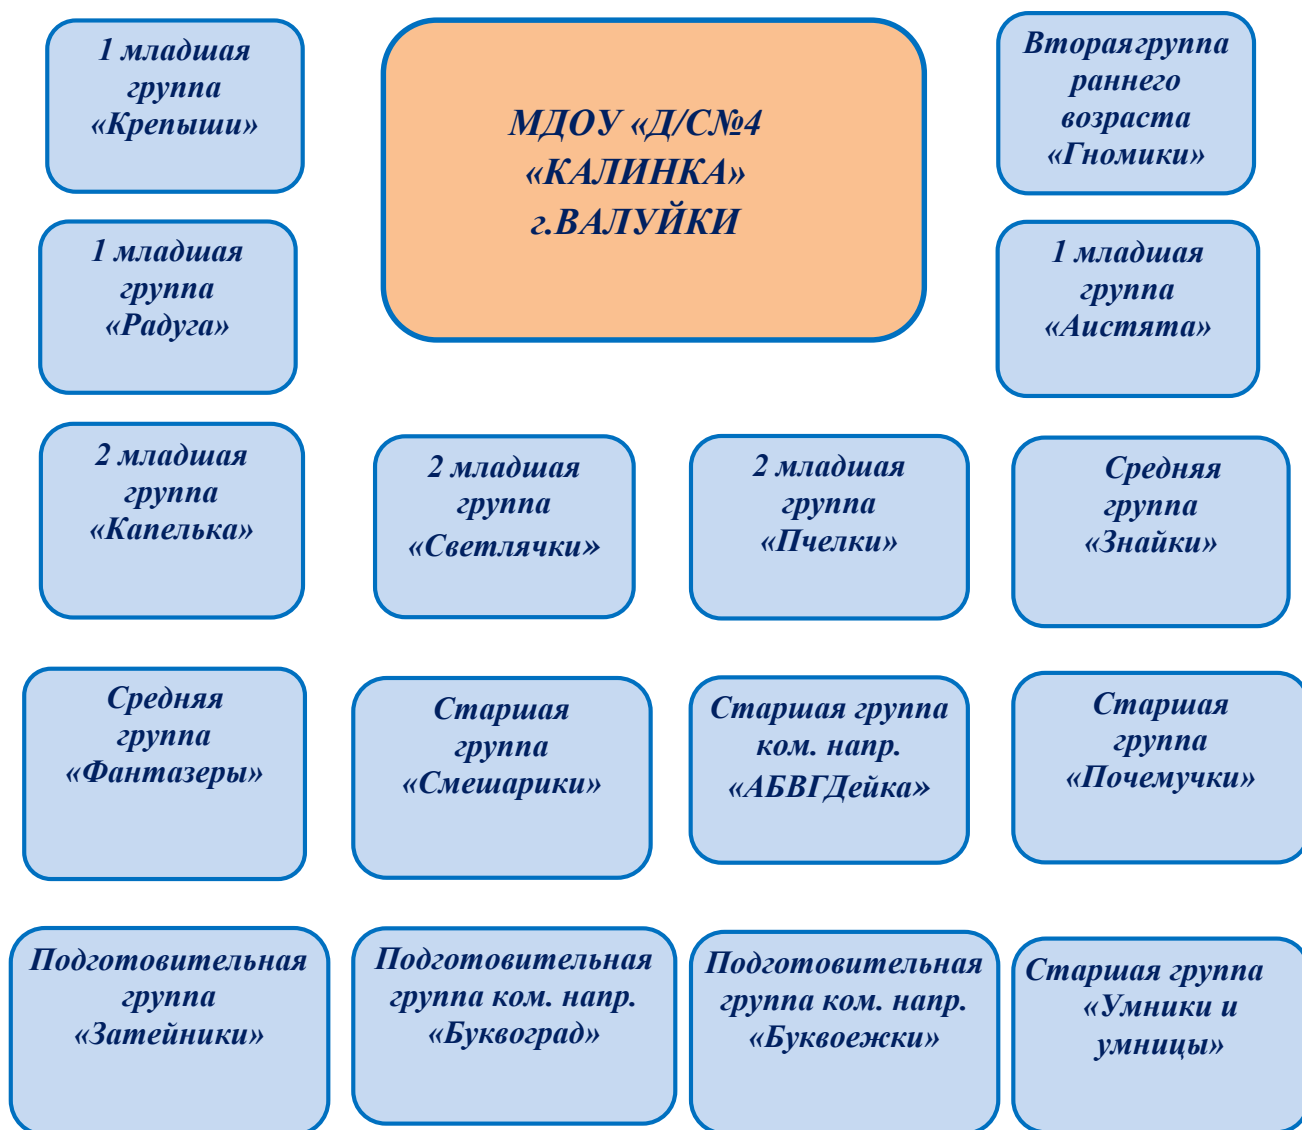 1 младшая
группа
«Крепыши»
МДОУ «Д/С№4
«КАЛИНКА»
г.ВАЛУЙКИ
Втораягруппа
раннего
возраста
«Гномики»
1 младшая
группа
«Радуга»
1 младшая
группа
«Аистята»
2 младшая
группа
«Капелька»
2 младшая
группа
«Светлячки»
2 младшая
группа
«Пчелки»
Средняя
группа
«Знайки»
Средняя
группа
«Фантазеры»
Старшая
группа
«Смешарики»
Старшая группа
ком. напр.
«АБВГДейка»
Старшая
группа
«Почемучки»
Подготовительная
группа
«Затейники»
Подготовительная
группа ком. напр.
«Буквоград»
Подготовительная
группа ком. напр.
«Буквоежки»
Старшая группа
«Умники и
умницы»